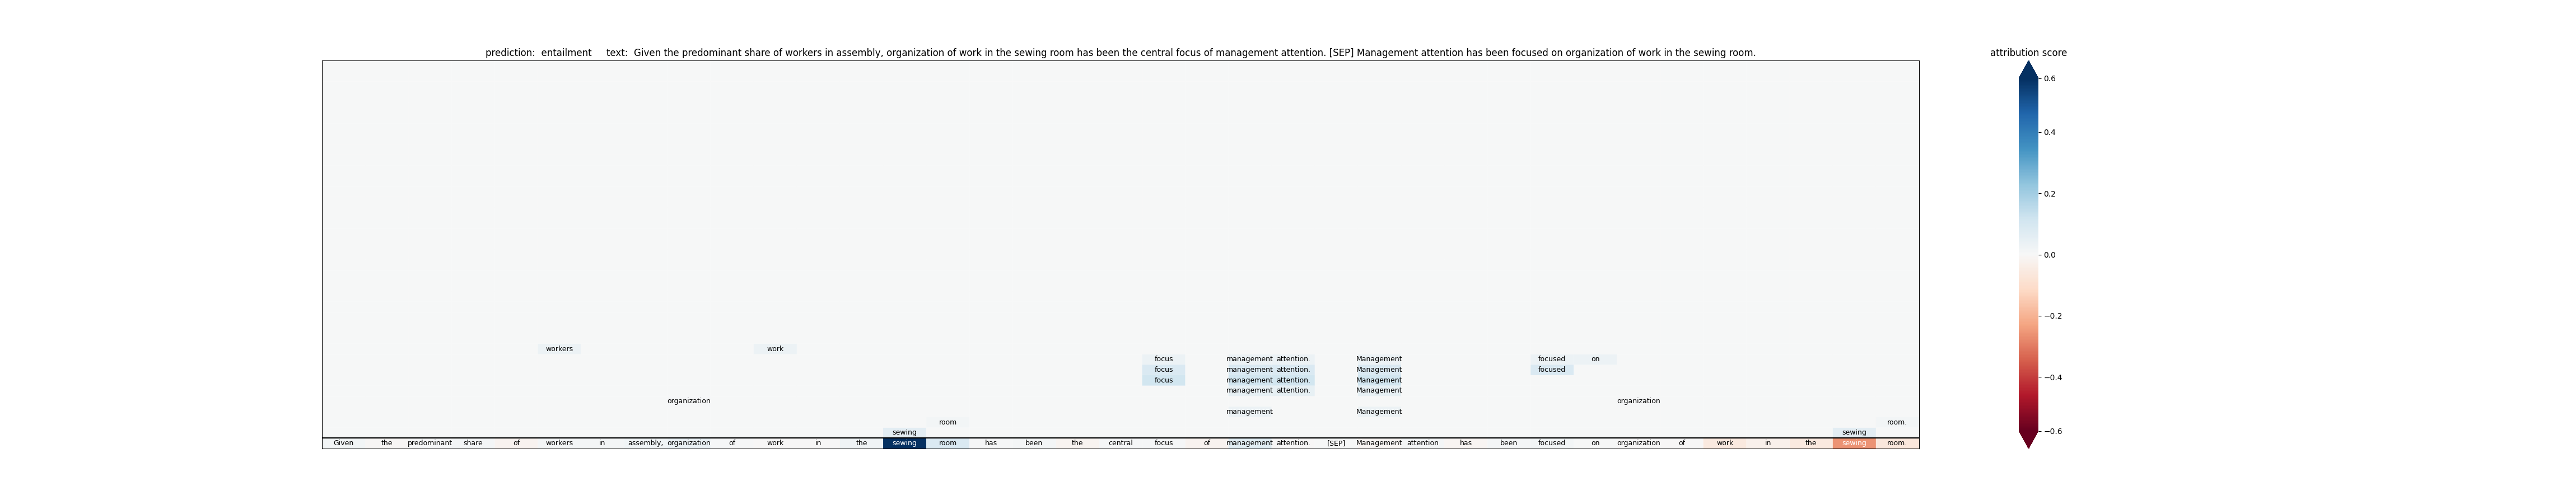 prediction: entailment text: Given the predominant share of workers in assembly, organization of work in the sewing room has been the central focus of management attention. [SEP] Management attention has been focused on organization of work in the sewing room.
attribution score
0.6
0.4
0.2
0.0
−0.2
−0.4
−0.6
workers work
focus management attention. Management focused on
focus management attention. Management focused
focus management attention. Management
management attention. Management
organization organization
management Management
room room.
sewing sewing
Given the predominant share of workers in assembly, organization of work in the sewing room has been the central focus of management attention. [SEP] Management attention has been focused on organization of work in the sewing room.